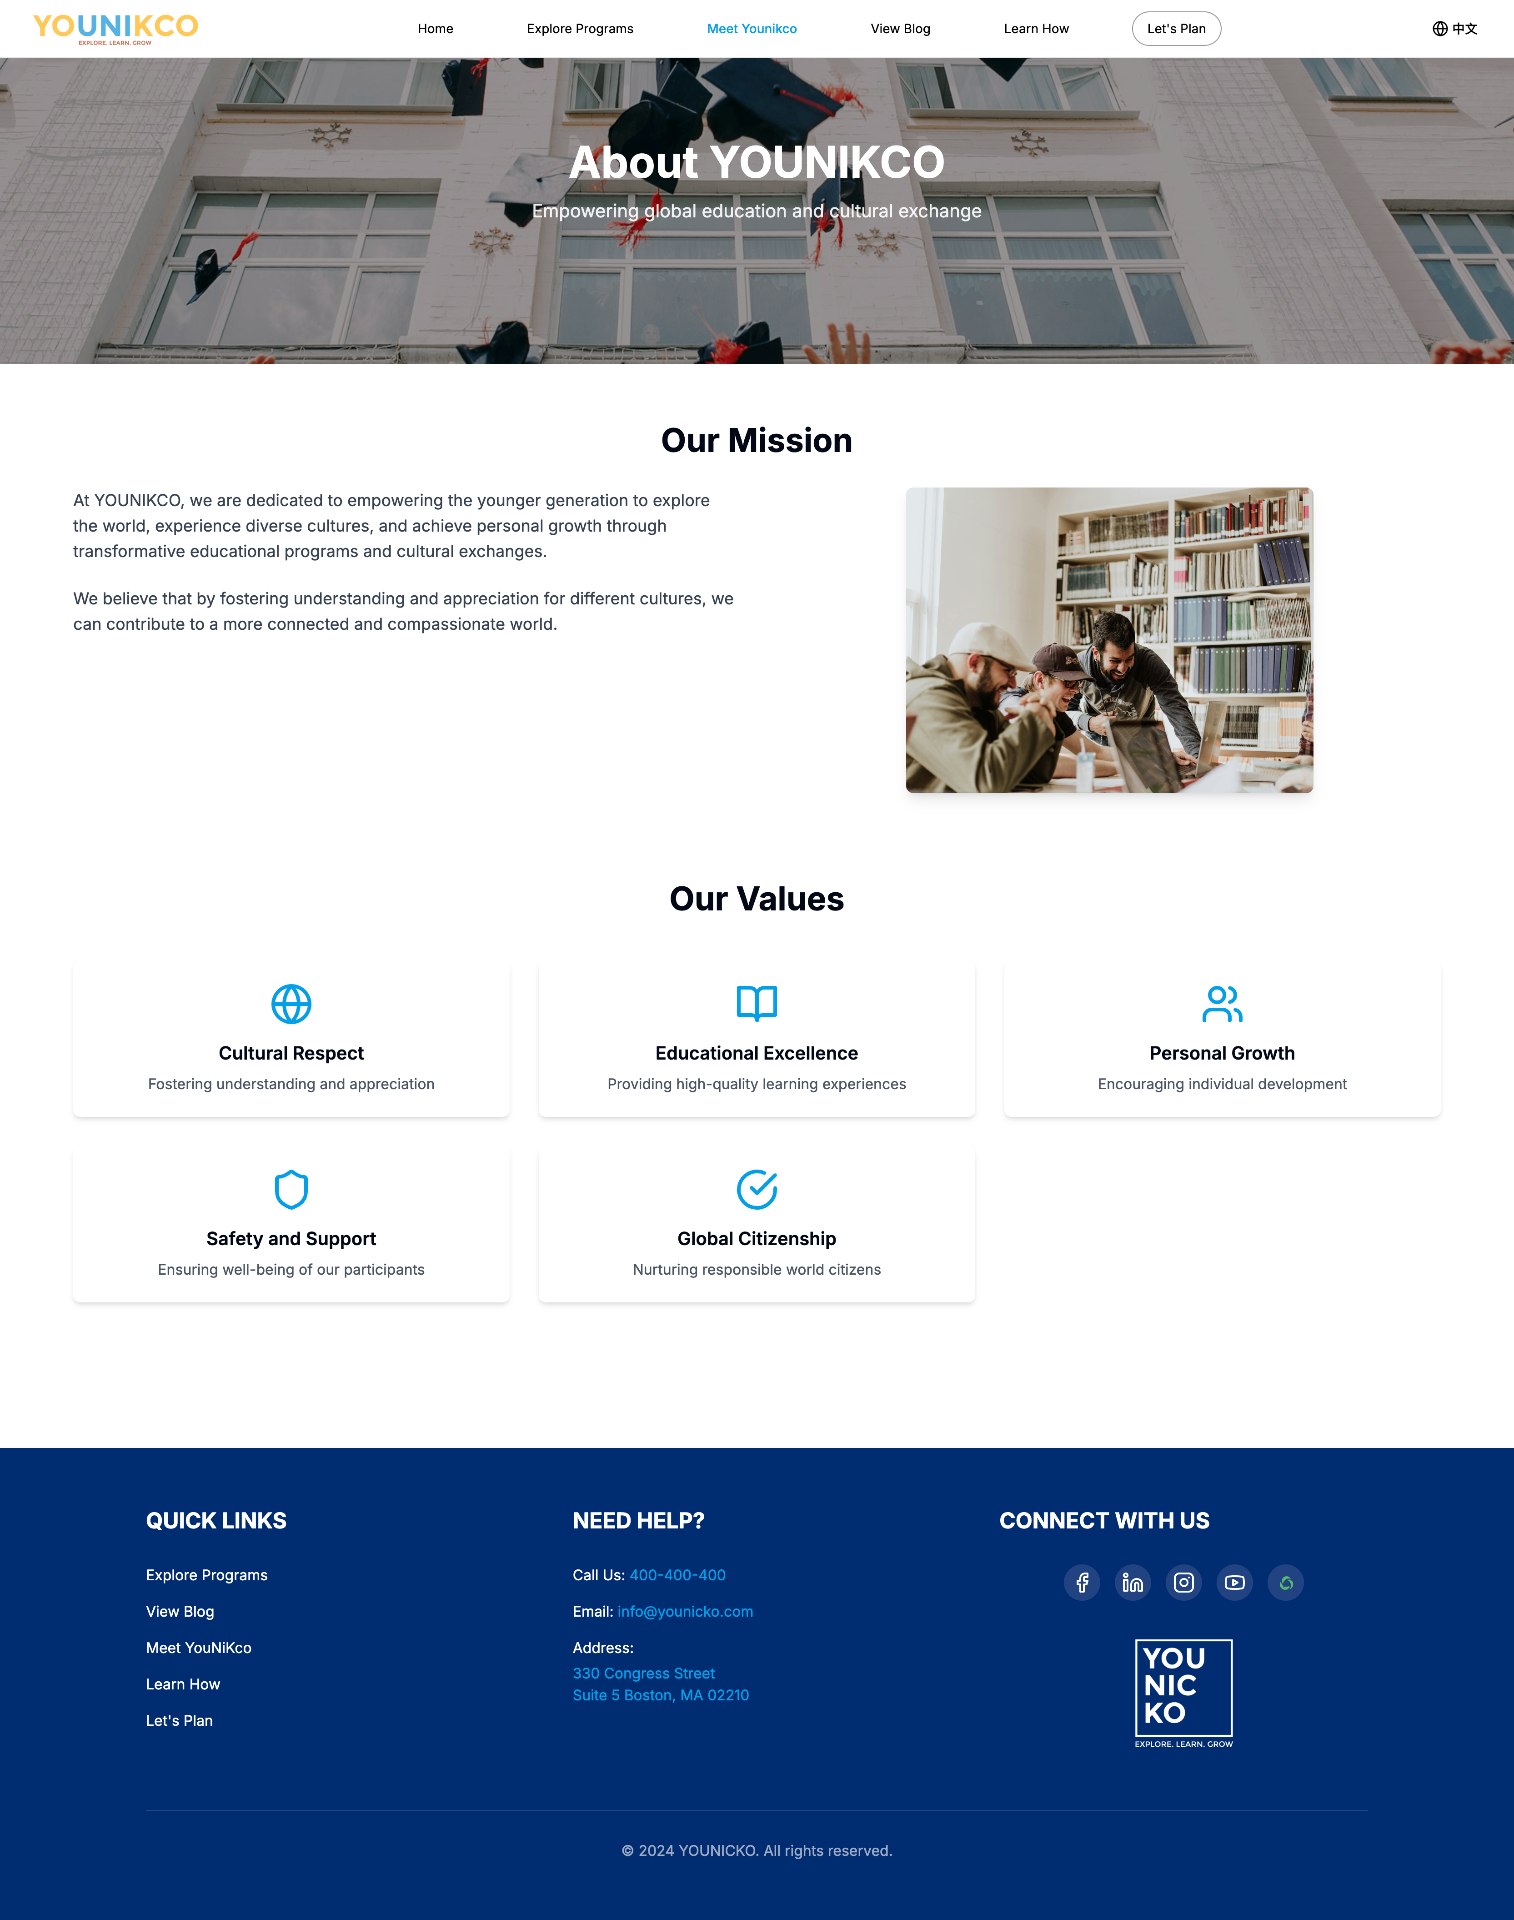 YOUNIKCO
EXPLORE. LEARN. GROW
Home
Explore Programs
Meet Younikco
View Blog
Learn How
Let's Plan
中文
About YOUNIKCO
Empowering global education and cultural exchange
Our Mission
At YOUNIKCO, we are dedicated to empowering the younger generation to explore
the world, experience diverse cultures, and achieve personal growth through
transformative educational programs and cultural exchanges.
We believe that by fostering understanding and appreciation for different cultures, we
can contribute to a more connected and compassionate world.
Our Values
Cultural Respect
Fostering understanding and appreciation
Educational Excellence
Providing high-quality learning experiences
Personal Growth
Encouraging individual development
Safety and Support
Ensuring well-being of our participants
Global Citizenship
Nurturing responsible world citizens
QUICK LINKS
Explore Programs
View Blog
Meet YouNiKco
Learn How
Let's Plan
NEED HELP?
Call Us: 400-400-400
Email: info@younicko.com
Address:
330 Congress Street
Suite 5 Boston, MA 02210
CONNECT WITH US
YOU
NIC
KO
EXPLORE. LEARN. GROW
© 2024 YOUNICKO. All rights reserved.